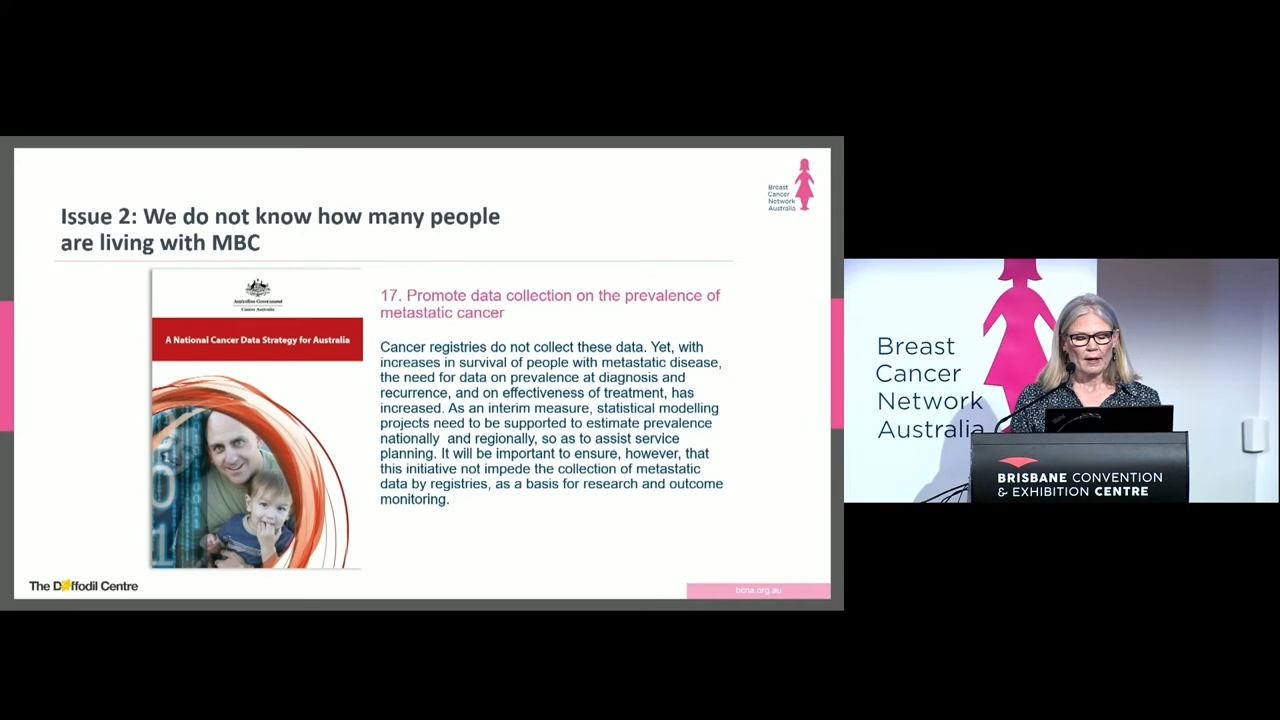 Breast
Cancer
Network
Australia
Issue 2: We do not know how many people
are living with MBC
Australian Government
Cancer Australia
A National Cancer Data Strategy for Australia
17. Promote data collection on the prevalence of
metastatic cancer
Cancer registries do not collect these data. Yet, with
increases in survival of people with metastatic disease,
the need for data on prevalence at diagnosis and
recurrence, and on effectiveness of treatment, has
increased. As an interim measure, statistical modelling
projects need to be supported to estimate prevalence
nationally and regionally, so as to assist service
planning. It will be important to ensure, however, that
this initiative not impede the collection of metastatic
data by registries, as a basis for research and outcome
monitoring.
The Daffodil Centre
bcna.org.au
Breast
Cancer
Network
Australia
BRISBANE CONVENTION
& EXHIBITION CENTRE